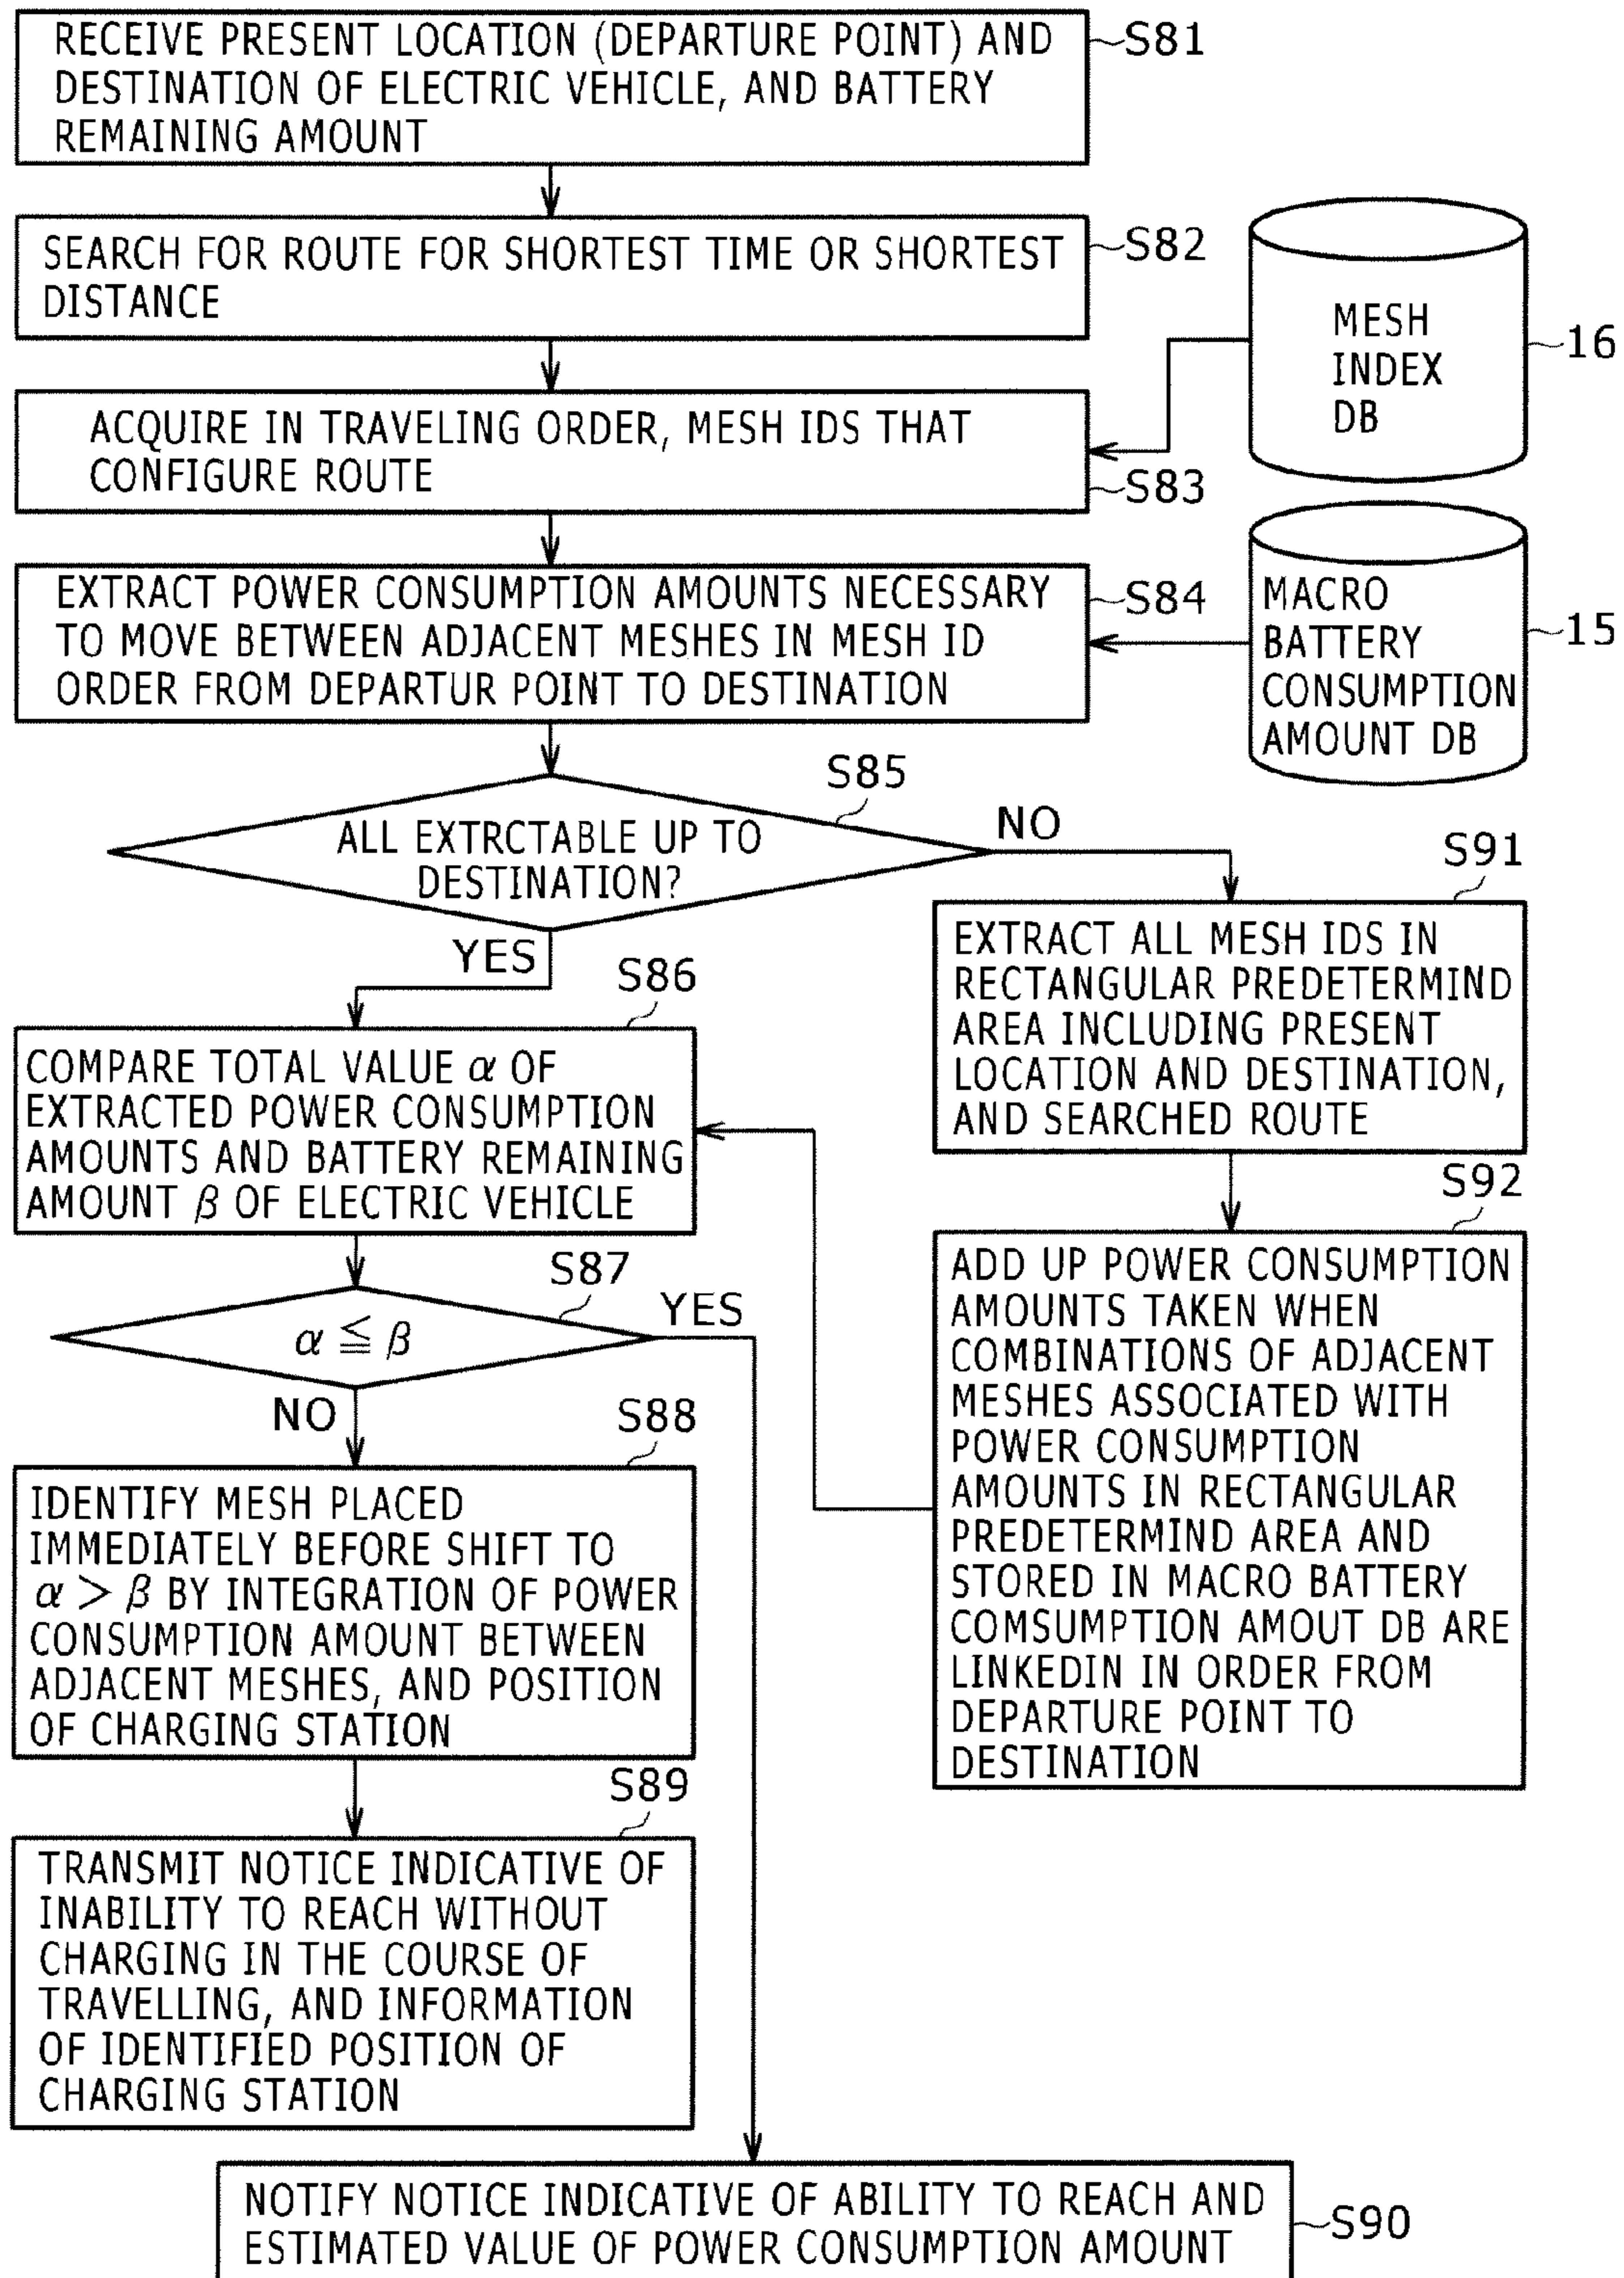 RECEIVE PRESENT LOCATION (DEPARTURE POINT) AND
DESTINATION OF ELECTRIC VEHICLE, AND BATTERY
REMAINING AMOUNT
S81
SEARCH FOR ROUTE FOR SHORTEST TIME OR SHORTEST
DISTANCE
S82
MESH
INDEX
DB
16
ACQUIRE IN TRAVELING ORDER, MESH IDS THAT
CONFIGURE ROUTE
S83
EXTRACT POWER CONSUMPTION AMOUNTS NECESSARY
TO MOVE BETWEEN ADJACENT MESHES IN MESH ID
ORDER FROM DEPARTUR POINT TO DESTINATION
S84
MACRO
BATTERY
CONSUMPTION
AMOUNT DB
15
S85
ALL EXTRCTABLE UP TO
DESTINATION?
NO
YES
S91
EXTRACT ALL MESH IDS IN
RECTANGULAR PREDETERMIND
AREA INCLUDING PRESENT
LOCATION AND DESTINATION,
AND SEARCHED ROUTE
S86
COMPARE TOTAL VALUE α OF
EXTRACTED POWER CONSUMPTION
AMOUNTS AND BATTERY REMAINING
AMOUNT β OF ELECTRIC VEHICLE
S92
ADD UP POWER CONSUMPTION
AMOUNTS TAKEN WHEN
COMBINATIONS OF ADJACENT
MESHES ASSOCIATED WITH
POWER CONSUMPTION
AMOUNTS IN RECTANGULAR
PREDETERMIND AREA AND
STORED IN MACRO BATTERY
COMSUMPTION AMOUT DB ARE
LINKEDIN IN ORDER FROM
DEPARTURE POINT TO
DESTINATION
S87
α ≦ β
YES
NO
S88
IDENTIFY MESH PLACED
IMMEDIATELY BEFORE SHIFT TO
α > β BY INTEGRATION OF POWER
CONSUMPTION AMOUNT BETWEEN
ADJACENT MESHES, AND POSITION
OF CHARGING STATION
S89
TRANSMIT NOTICE INDICATIVE OF
INABILITY TO REACH WITHOUT
CHARGING IN THE COURSE OF
TRAVELLING, AND INFORMATION
OF IDENTIFIED POSITION OF
CHARGING STATION
NOTIFY NOTICE INDICATIVE OF ABILITY TO REACH AND
ESTIMATED VALUE OF POWER CONSUMPTION AMOUNT
S90